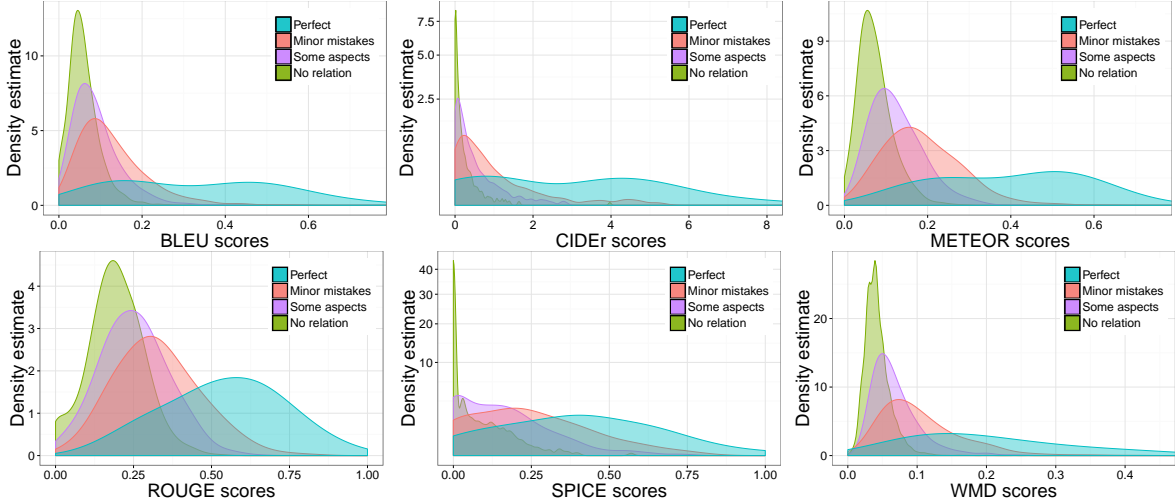 Density estimate
10
5
0
0.0
0.2
0.4
0.6
BLEU scores
Perfect
Minor mistakes
Some aspects
No relation
Density estimate
7.5
5.0
2.5
0
0
2
4
6
8
CIDEr scores
Perfect
Minor mistakes
Some aspects
No relation
Density estimate
9
6
3
0
0.0
0.2
0.4
0.6
METEOR scores
Perfect
Minor mistakes
Some aspects
No relation
Density estimate
4
3
2
1
0
0.00
0.25
0.50
0.75
1.00
ROUGE scores
Perfect
Minor mistakes
Some aspects
No relation
Density estimate
40
30
20
10
0
0.00
0.25
0.50
0.75
1.00
SPICE scores
Perfect
Minor mistakes
Some aspects
No relation
Density estimate
20
10
0
0.0
0.1
0.2
0.3
0.4
WMD scores
Perfect
Minor mistakes
Some aspects
No relation